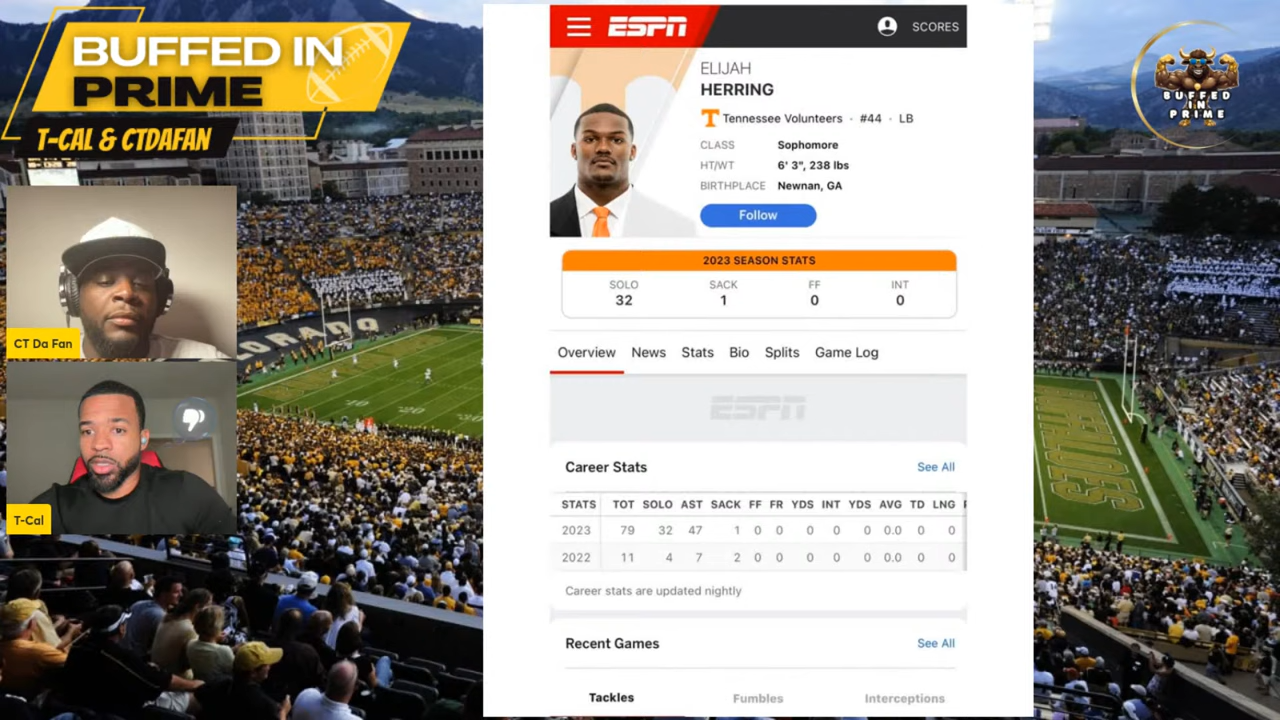 BUFFED IN
PRIME
T-CAL & CTDAFAN
CT Da Fan
T-Cal
ESPN
SCORES
ELIJAH
HERRING
T Tennessee Volunteers · #44 · LB
CLASS Sophomore
HT/WT 6' 3", 238 lbs
BIRTHPLACE Newnan, GA
Follow
2023 SEASON STATS
SOLO SACK FF INT
32 1 0 0
Overview News Stats Bio Splits Game Log
ESPN
Career Stats See All
STATS TOT SOLO AST SACK FF FR YDS INT YDS AVG TD LNG
2023 79 32 47 1 0 0 0 0 0 0.0 0 0
2022 11 4 7 2 0 0 0 0 0 0.0 0 0
Career stats are updated nightly
Recent Games See All
Tackles Fumbles Interceptions
BUFFED
IN
PRIME
ORADO
BUFFALOES